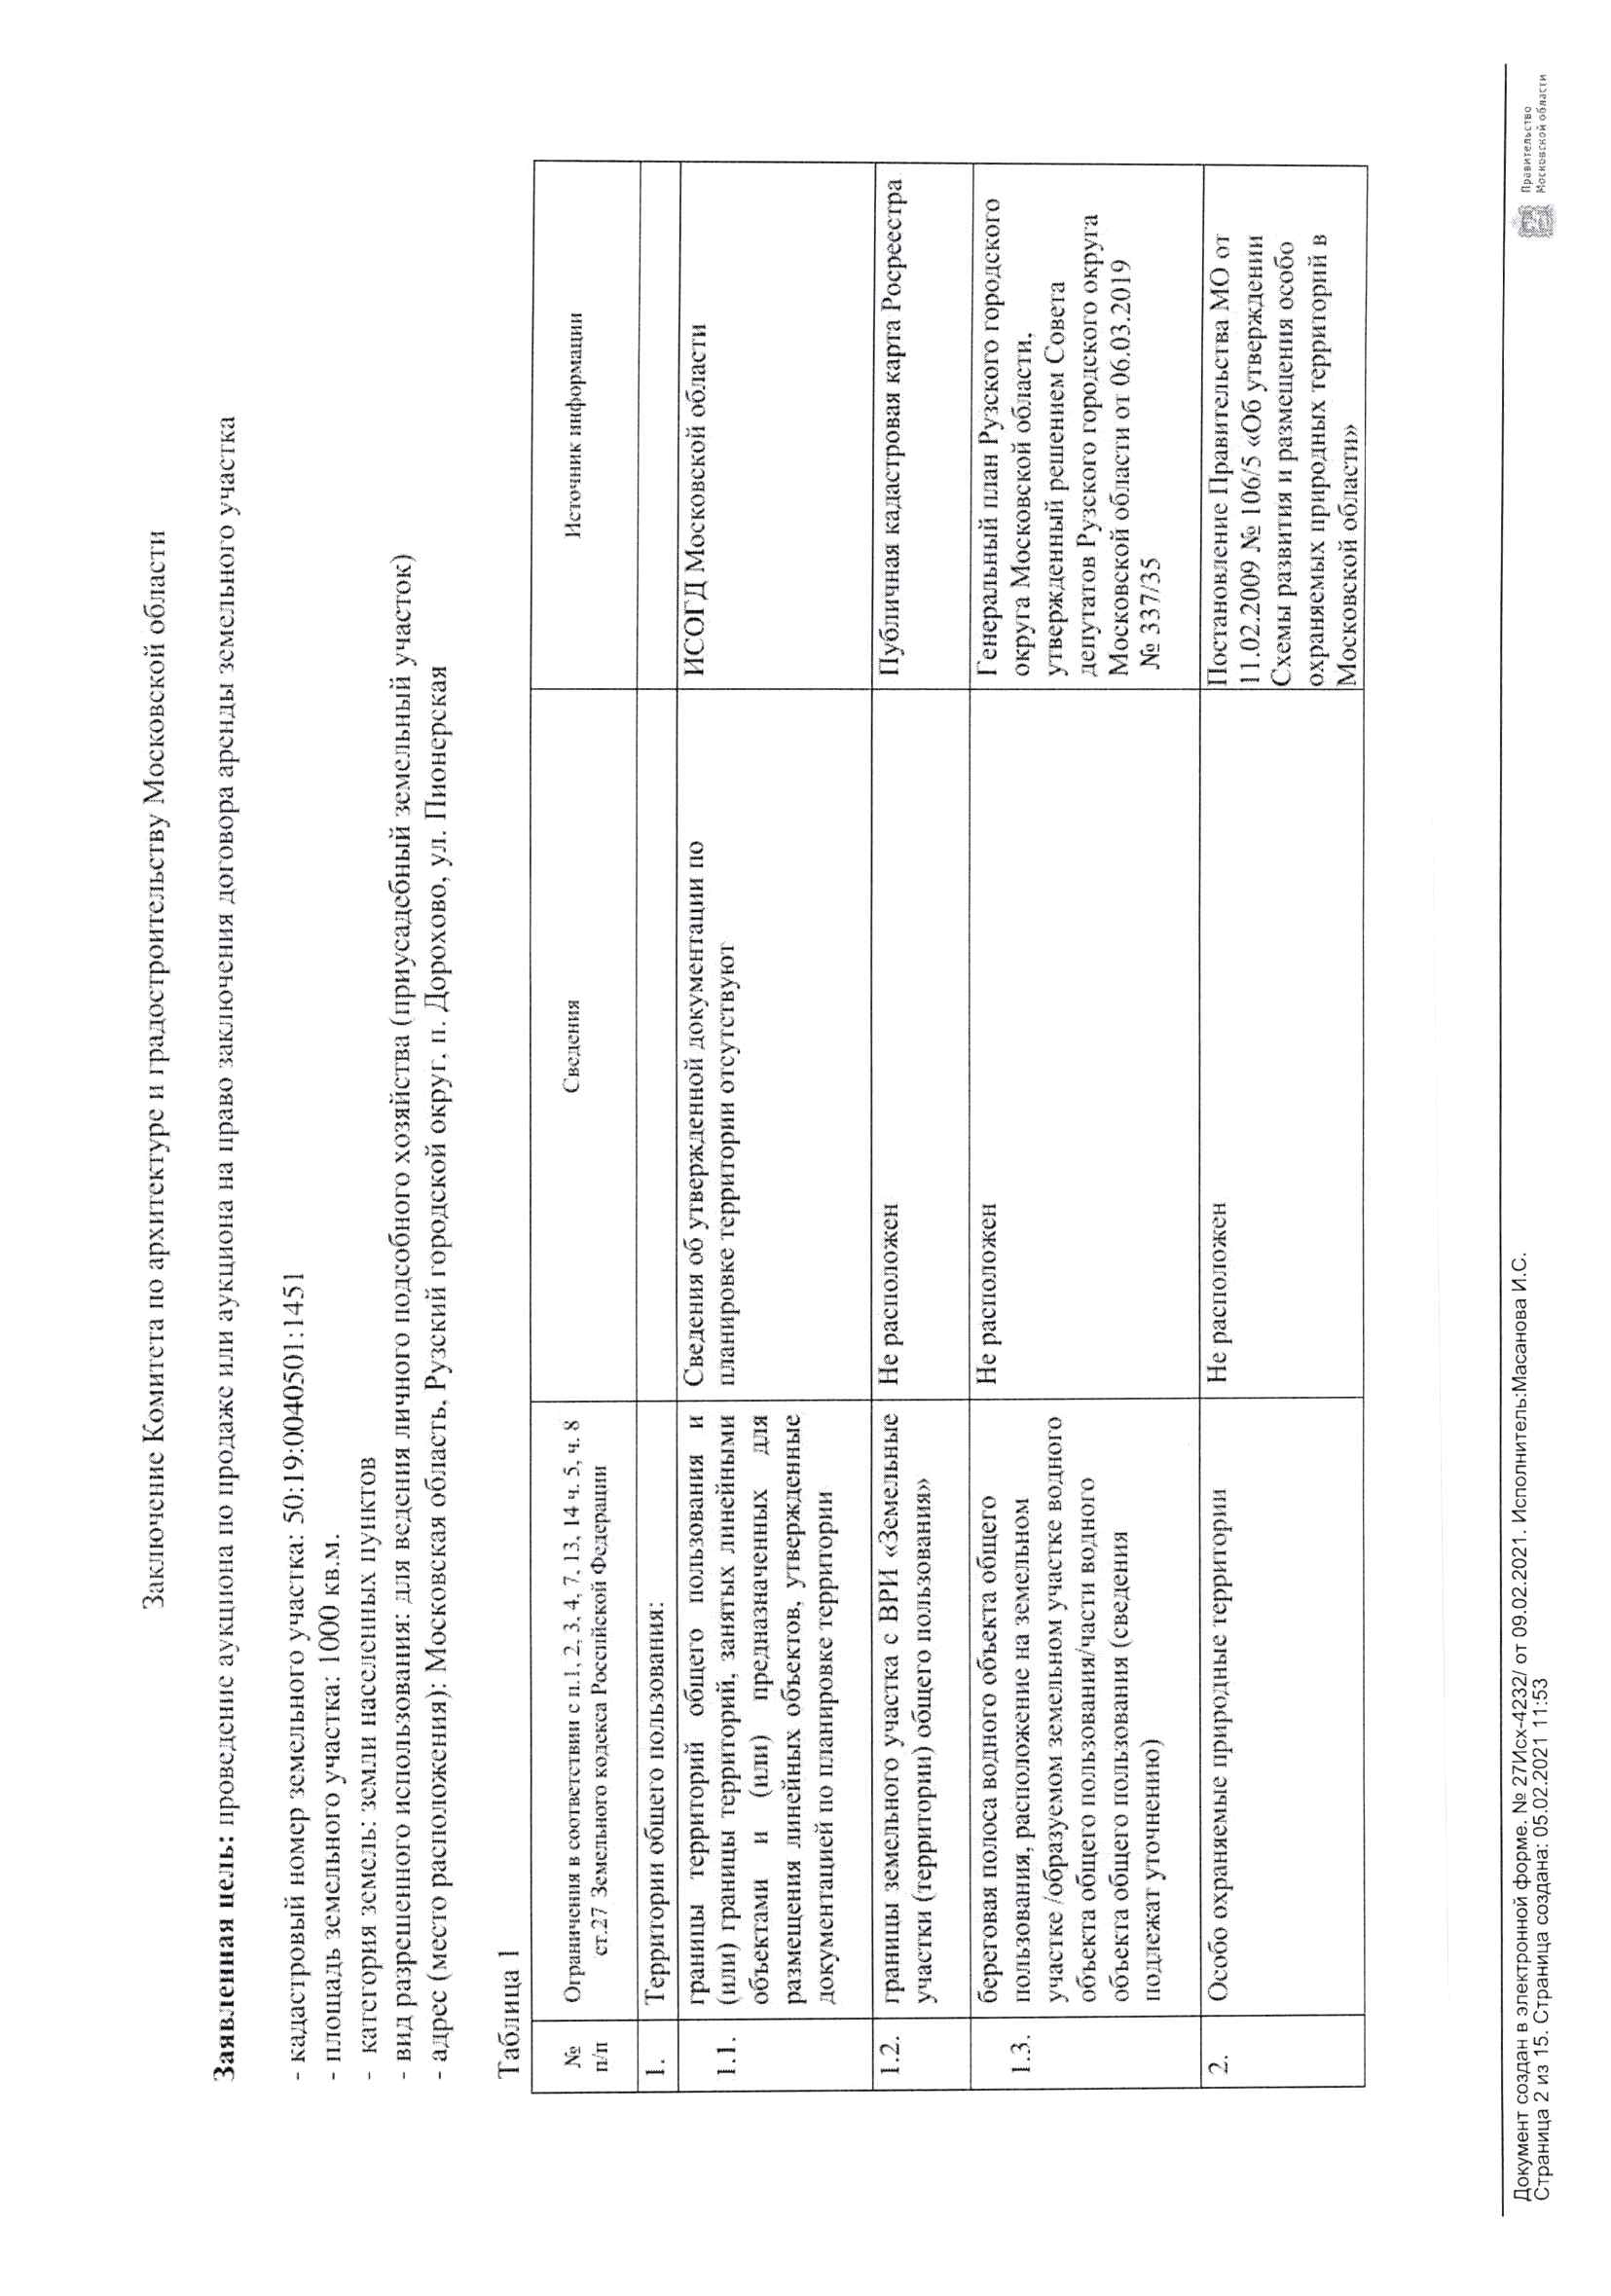 Заключение Комитета по архитектуре и градостроительству Московской области
Заявленная цель: проведение аукциона по продаже или аукциона на право заключения договора аренды земельного участка
- кадастровый номер земельного участка: 50:19:0040501:1451
- площадь земельного участка: 1000 кв.м.
- категория земель: земли населенных пунктов
- вид разрешенного использования: для ведения личного подсобного хозяйства (приусадебный земельный участок)
- адрес (место расположения): Московская область, Рузский городской округ, п. Дорохово, ул. Пионерская
Таблица 1
№
п/п
Ограничения в соответствии с п.1, 2, 3, 4, 7, 13, 14 ч. 5, ч. 8
ст.27 Земельного кодекса Российской Федерации
Сведения
Источник информации
1.
Территории общего пользования:
1.1.
границы территорий общего пользования и
(или) границы территорий, занятых линейными
объектами и (или) предназначенных для
размещения линейных объектов, утвержденные
документацией по планировке территории
Сведения об утвержденной документации по
планировке территории отсутствуют
ИСОГД Московской области
1.2.
границы земельного участка с ВРИ «Земельные
участки (территории) общего пользования»
Не расположен
Публичная кадастровая карта Росреестра
1.3.
береговая полоса водного объекта общего
пользования, расположение на земельном
участке /образуемом земельном участке водного
объекта общего пользования/части водного
объекта общего пользования (сведения
подлежат уточнению)
Не расположен
Генеральный план Рузского городского
округа Московской области,
утвержденный решением Совета
депутатов Рузского городского округа
Московской области от 06.03.2019
№ 337/35
2.
Особо охраняемые природные территории
Не расположен
Постановление Правительства МО от
11.02.2009 № 106/5 «Об утверждении
Схемы развития и размещения особо
охраняемых природных территорий в
Московской области»
Документ создан в электронной форме. № 27Исх-4232/ от 09.02.2021. Исполнитель:Масанова И.С.
Страница 2 из 15. Страница создана: 05.02.2021 11:53
Правительство
Московской области